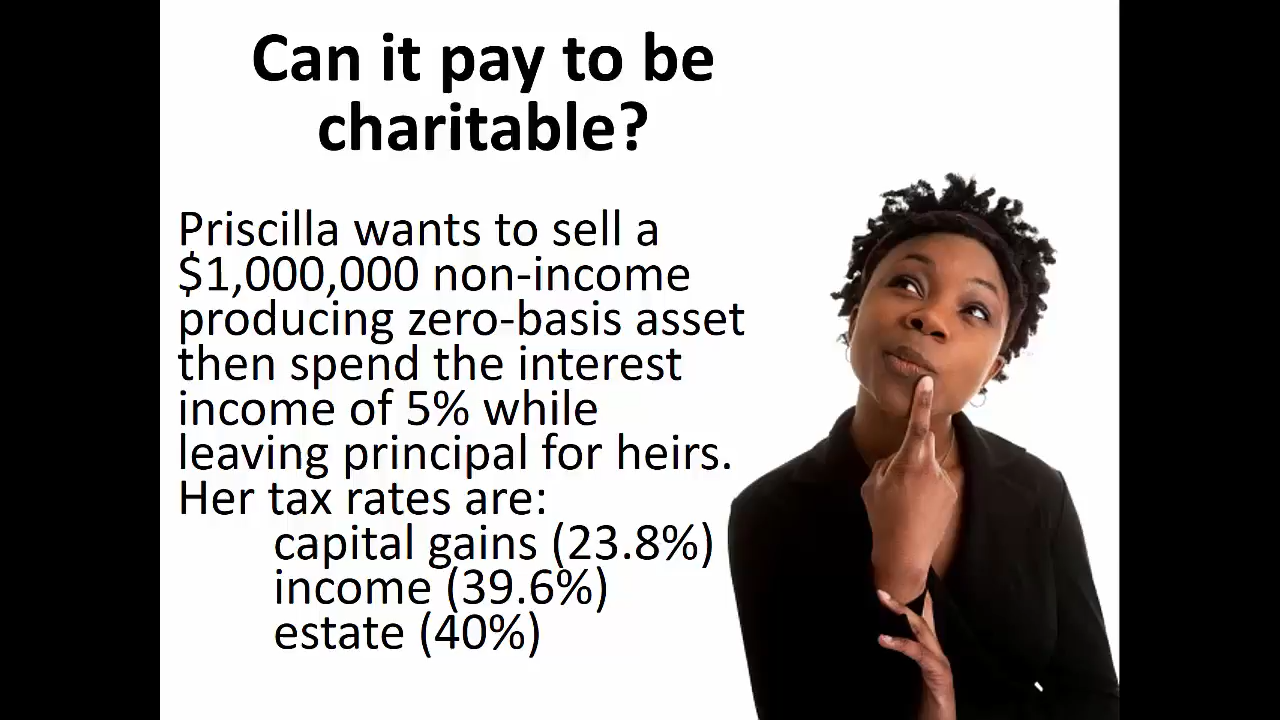 Can it pay to be
charitable?
Priscilla wants to sell a
$1,000,000 non-income
producing zero-basis asset
then spend the interest
income of 5% while
leaving principal for heirs.
Her tax rates are:
capital gains (23.8%)
income (39.6%)
estate (40%)